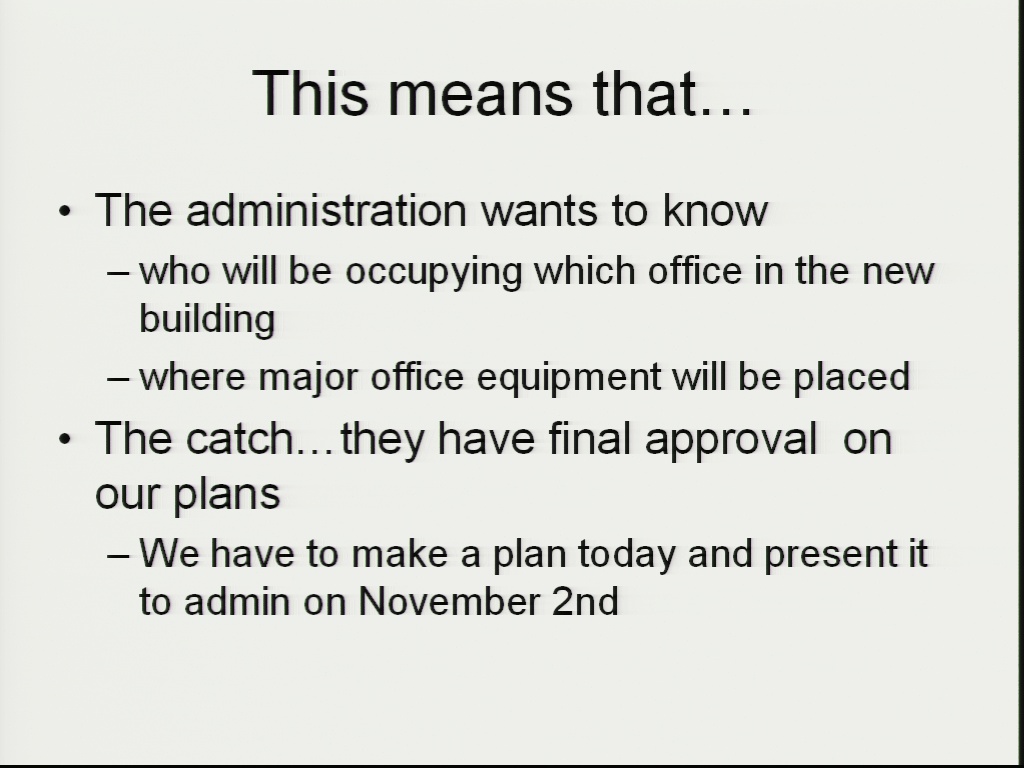 This means that…
• The administration wants to know
– who will be occupying which office in the new
building
– where major office equipment will be placed
• The catch…they have final approval  on
our plans
– We have to make a plan today and present it
to admin on November 2nd